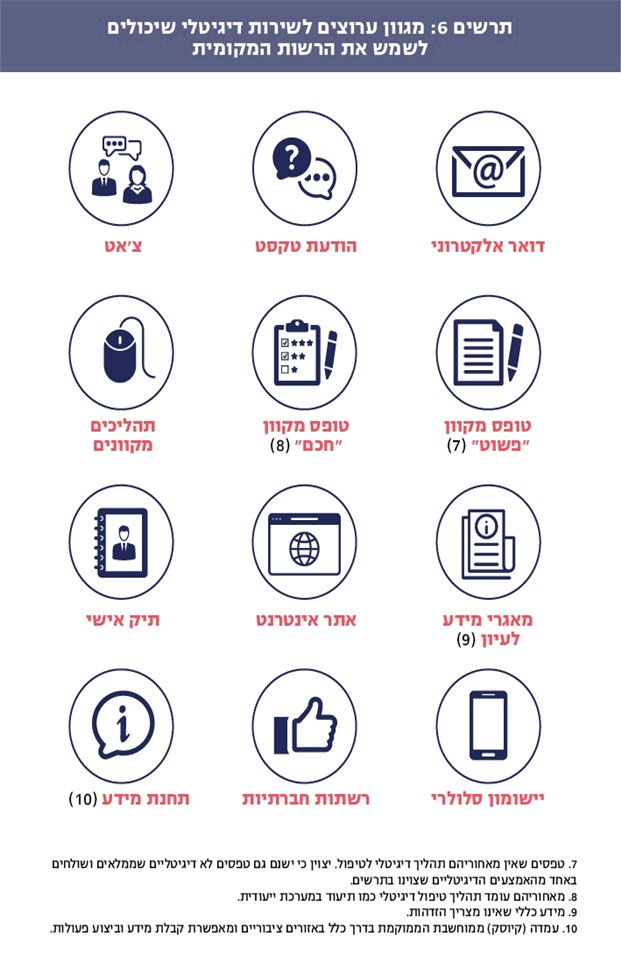 תרשים 6: מגוון ערוצים לשירות דיגיטלי שיכולים
לשמש את הרשות המקומית
דואר אלקטרוני
הודעת טקסט
צ'אט
טופס מקוון
"פשוט" (7)
טופס מקוון
"חכם" (8)
תהליכים
מקוונים
מאגרי מידע
לעיון (9)
אתר אינטרנט
תיק אישי
יישומון סלולרי
רשתות חברתיות
תחנת מידע (10)
7. טפסים שאין מאחוריהם תהליך דיגיטלי לטיפול. יצוין כי ישנם גם טפסים לא דיגיטליים שממלאים ושולחים
באחד מהאמצעים הדיגיטליים שצוינו בתרשים.
8. מאחוריהם עומד תהליך טיפול דיגיטלי כמו תיעוד במערכת ייעודית.
9. מידע כללי שאינו מצריך הזדהות.
10. עמדה (קיוסק) ממוחשבת הממוקמת בדרך כלל באזורים ציבוריים ומאפשרת קבלת מידע וביצוע פעולות.